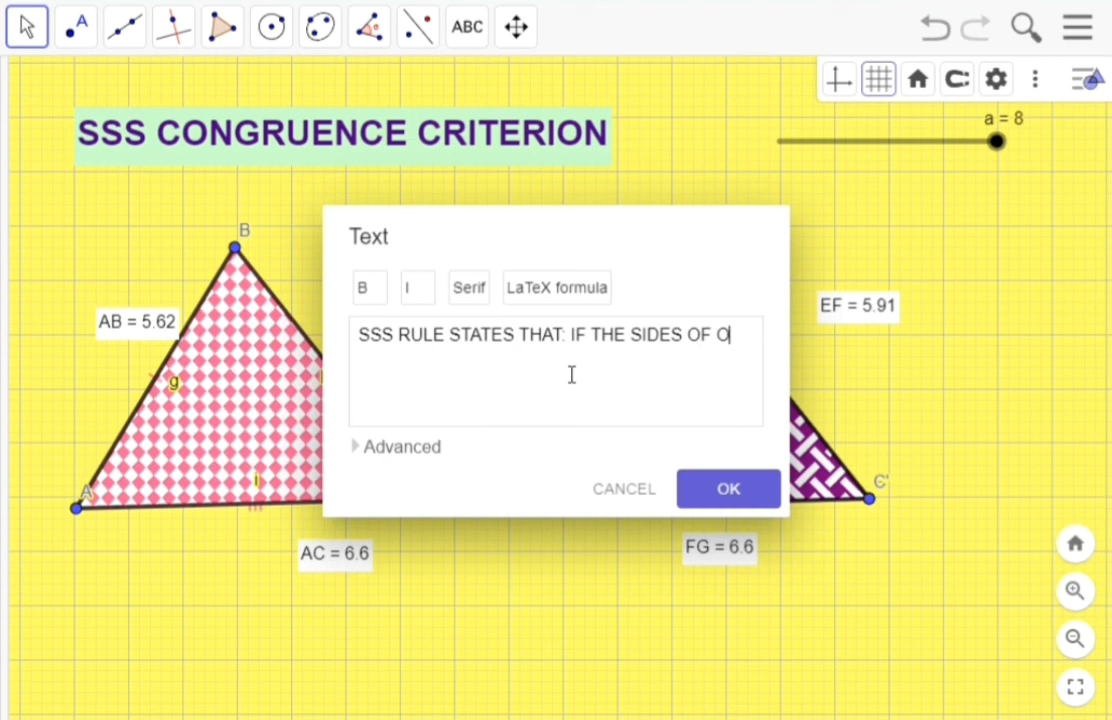 A
ABC
a = 8
SSS CONGRUENCE CRITERION
B
Text
B I Serif LaTeX formula
SSS RULE STATES THAT: IF THE SIDES OF O
Advanced
CANCEL OK
AB = 5.62
g
EF = 5.91
A
i
m
C'
AC = 6.6
FG = 6.6